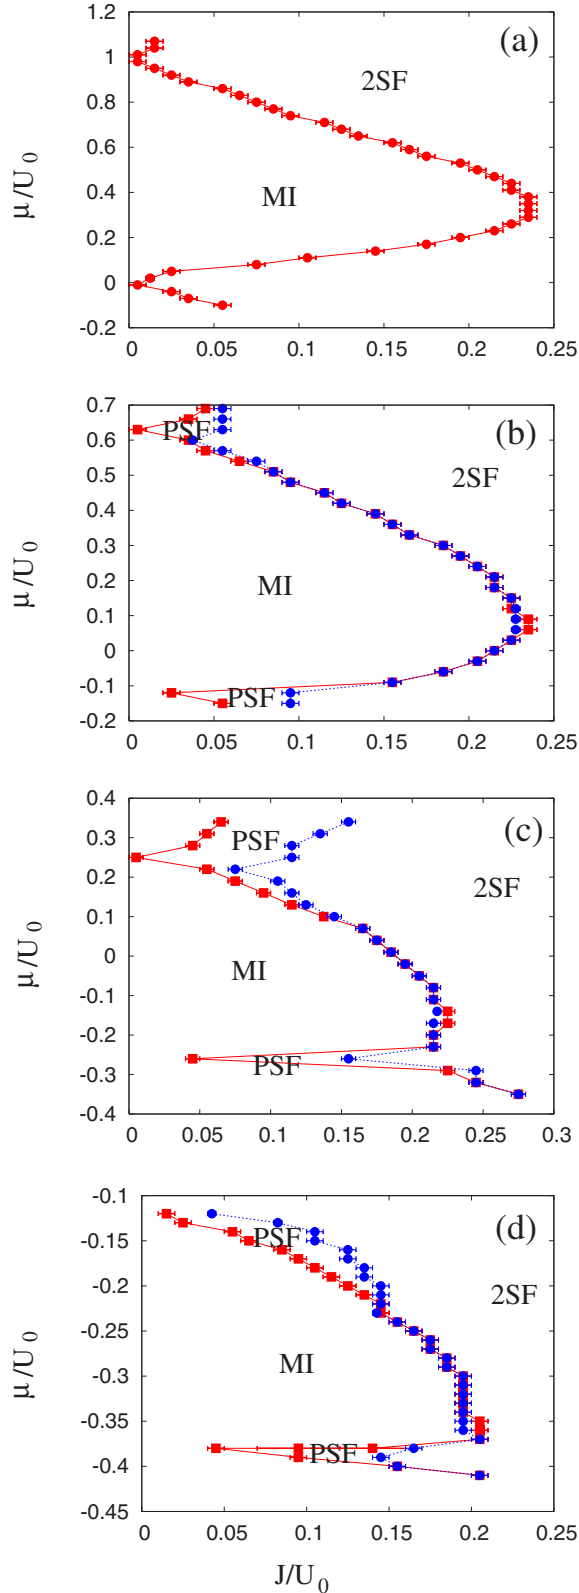 (a)
1.2
1
0.8
0.6
0.4
0.2
0
-0.2
μ/U0
2SF
MI
0 0.05 0.1 0.15 0.2 0.25
(b)
0.7
0.6
0.5
0.4
0.3
0.2
0.1
0
-0.1
-0.2
μ/U0
PSF
2SF
MI
PSF
0 0.05 0.1 0.15 0.2 0.25
(c)
0.4
0.3
0.2
0.1
0
-0.1
-0.2
-0.3
-0.4
μ/U0
PSF
2SF
MI
PSF
0 0.05 0.1 0.15 0.2 0.25 0.3
(d)
-0.1
-0.15
-0.2
-0.25
-0.3
-0.35
-0.4
-0.45
μ/U0
PSF
2SF
MI
PSF
0 0.05 0.1 0.15 0.2 0.25
J/U0